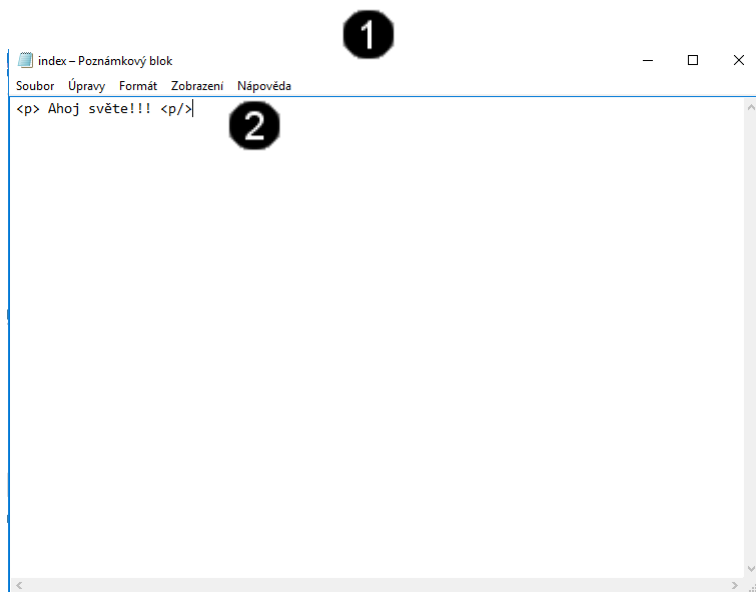 1
index – Poznámkový blok
Soubor Úpravy Formát Zobrazení Nápověda
<p> Ahoj světe!!! <p/>
2